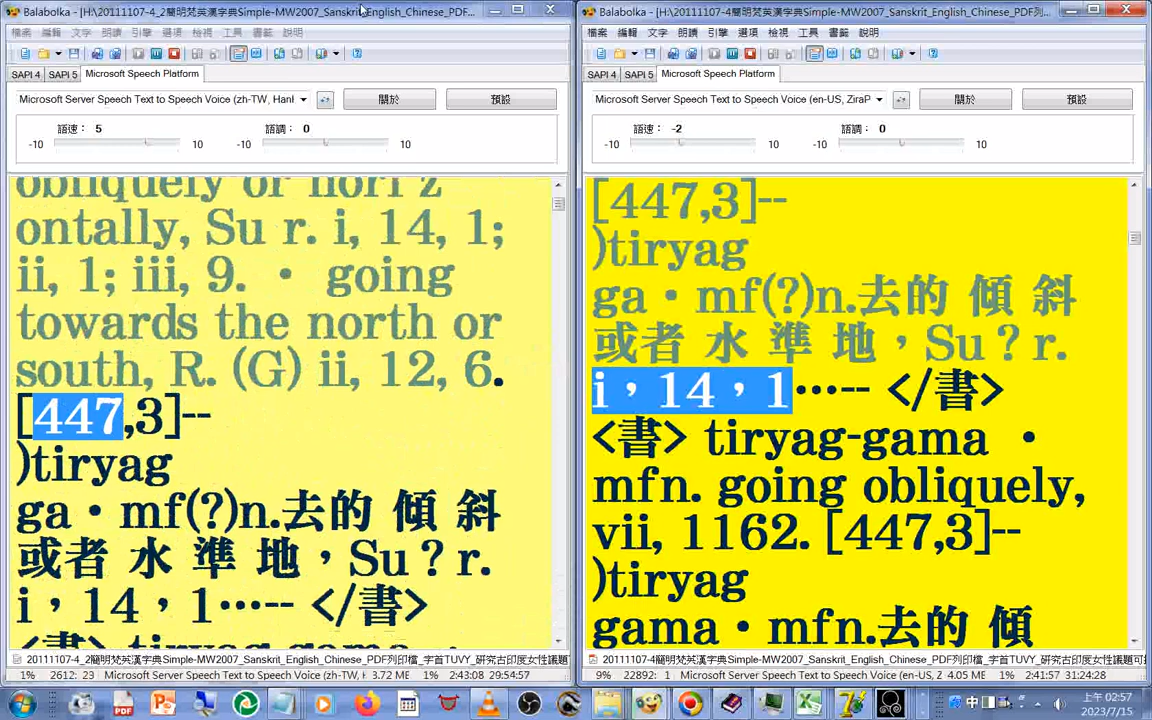 Balabolka - [H:\20111107-4_2簡明梵英漢字典Simple-MW2007_Sanskrit_English_Chinese_PDF...
檔案 編輯 文字 朗讀 引擎 選項 檢視 工具 書籤 說明
SAPI 4 SAPI 5 Microsoft Speech Platform
Microsoft Server Speech Text to Speech Voice (zh-TW, Hanl 關於 預設
語速： 5 語調： 0
-10 10 -10 10
obliquely or hori z
ontally, Su r. i, 14, 1;
ii, 1; iii, 9. • going
towards the north or
south, R. (G) ii, 12, 6.
[447,3]--
)tiryag
ga‧mf(?)n.去的 傾 斜
或者 水 準 地，Su？r.
i，14，1…-- </書>
<書> tiryag-gama ‧
20111107-4_2簡明梵英漢字典Simple-MW2007_Sanskrit_English_Chinese_PDF列印檔_字首TUVY_研究古印度女性議題
1% 2612: 23 Microsoft Server Speech Text to Speech Voice (zh-TW, H 3.72 MB 1% 2:43:08 29:54:57
Balabolka - [H:\20111107-4簡明梵英漢字典Simple-MW2007_Sanskrit_English_Chinese_PDF列...
檔案 編輯 文字 朗讀 引擎 選項 檢視 工具 書籤 說明
SAPI 4 SAPI 5 Microsoft Speech Platform
Microsoft Server Speech Text to Speech Voice (en-US, ZiraP 關於 預設
語速： -2 語調： 0
-10 10 -10 10
[447,3]--
)tiryag
ga‧mf(?)n.去的 傾 斜
或者 水 準 地，Su？r.
i，14，1…-- </書>
<書> tiryag-gama ‧
mfn. going obliquely,
vii, 1162. [447,3]--
)tiryag
gama‧mfn.去的 傾
20111107-4簡明梵英漢字典Simple-MW2007_Sanskrit_English_Chinese_PDF列印檔_字首TUVY_研究古印度女性議題可
9% 22892: 1 Microsoft Server Speech Text to Speech Voice (en-US, Z 4.05 MB 1% 2:41:57 31:24:28
中
上午 02:57
2023/7/15